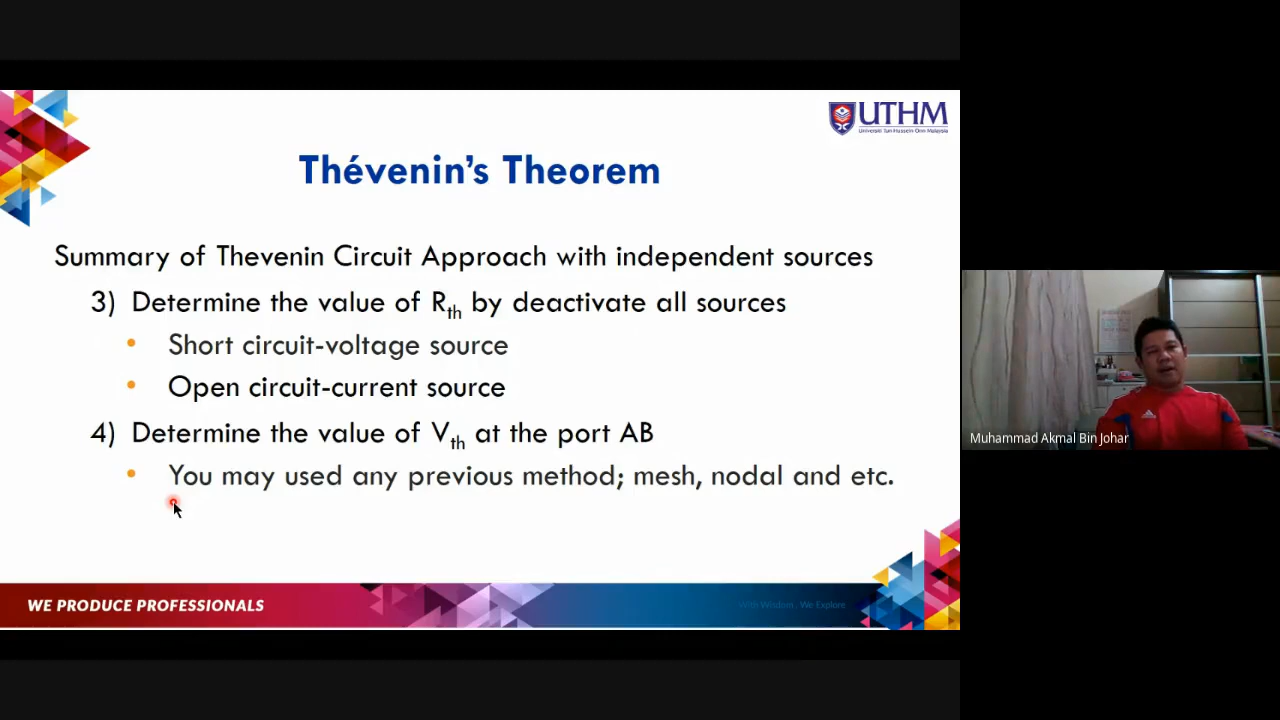 UTHM
Universiti Tun Hussein Onn Malaysia
Thévenin's Theorem
Summary of Thevenin Circuit Approach with independent sources
3) Determine the value of Rth by deactivate all sources
• Short circuit-voltage source
• Open circuit-current source
4) Determine the value of Vth at the port AB
• You may used any previous method; mesh, nodal and etc.
WE PRODUCE PROFESSIONALS
With Wisdom . We Explore
Muhammad Akmal Bin Johar